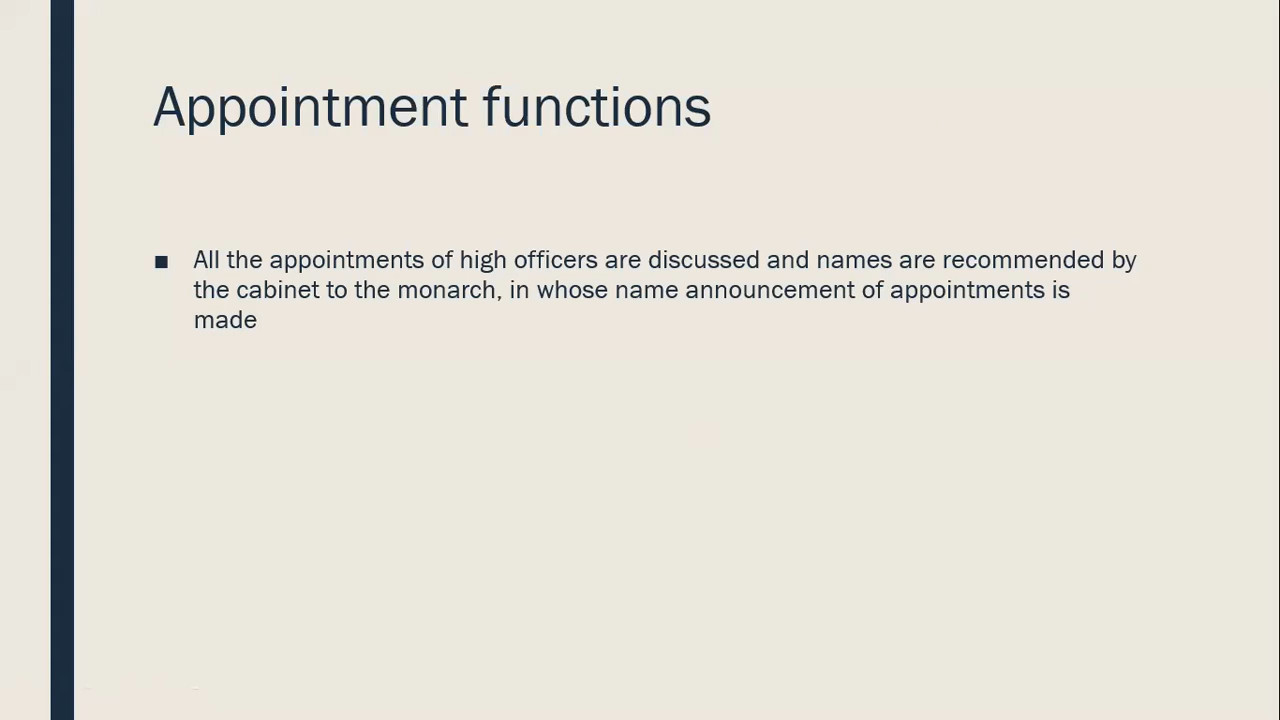 Appointment functions
■ All the appointments of high officers are discussed and names are recommended by
the cabinet to the monarch, in whose name announcement of appointments is
made